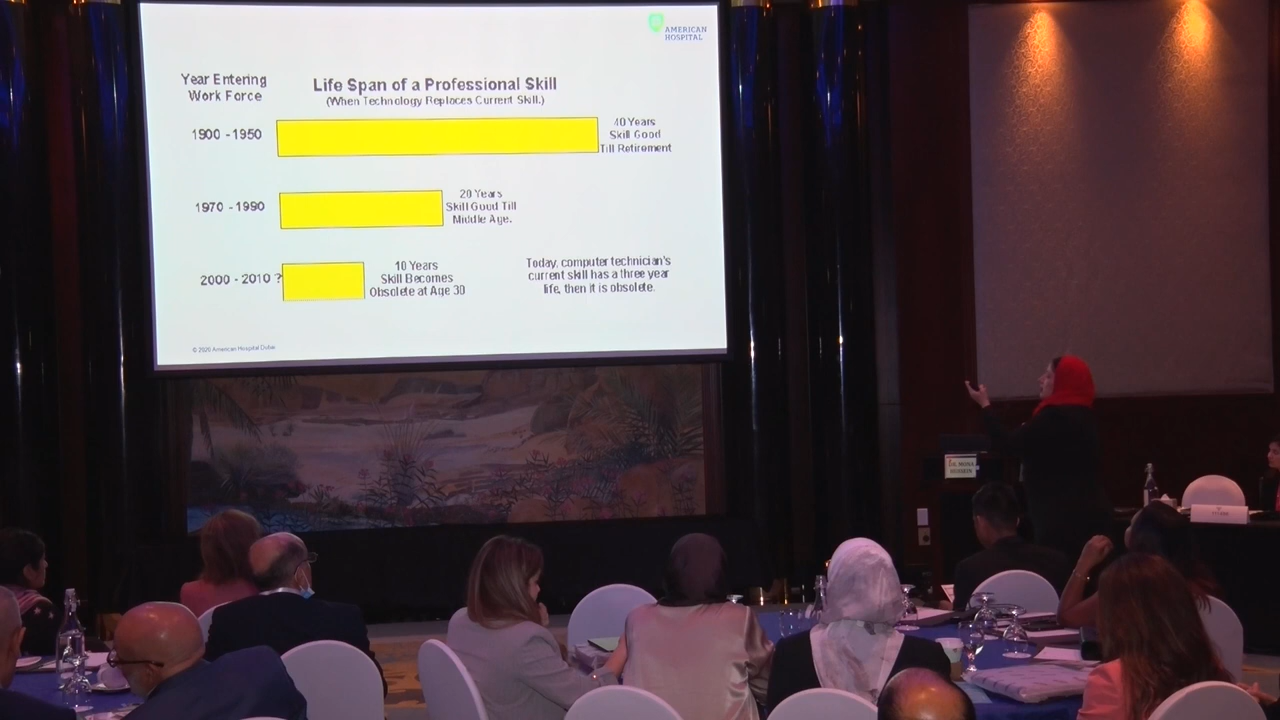 AMERICAN
HOSPITAL
Year Entering
Work Force
Life Span of a Professional Skill
(When Technology Replaces Current Skill.)
1900 - 1950
40 Years
Skill Good
Till Retirement
1970 - 1990
20 Years
Skill Good Till
Middle Age.
2000 - 2010 ?
10 Years
Skill Becomes
Obsolete at Age 30
Today, computer technician's
current skill has a three year
life, then it is obsolete.
© 2020 American Hospital Dubai
DR. MONA
HUSSEIN